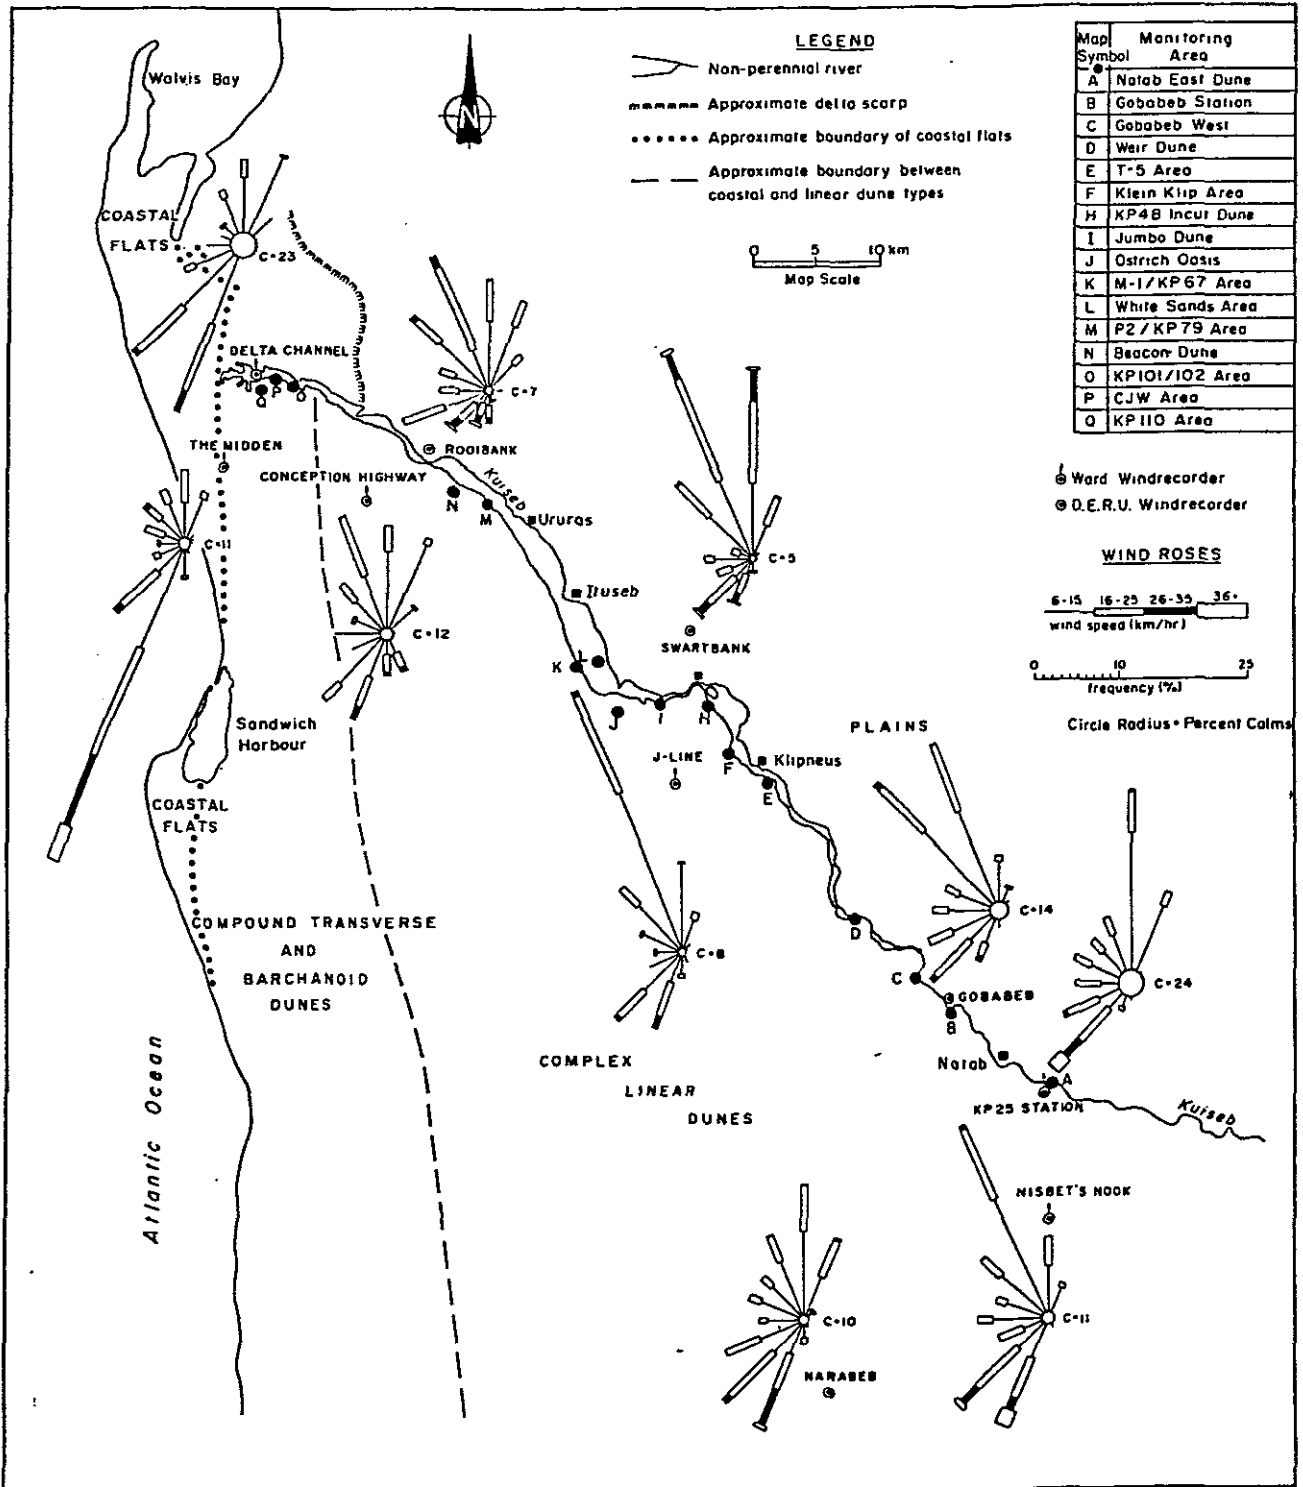 LEGEND
Non-perennial river
Approximate delta scarp
Approximate boundary of coastal flats
Approximate boundary between
coastal and linear dune types
0 5 10 km
Map Scale
Map Symbol Monitoring Area
A Natab East Dune
B Gobabeb Station
C Gobabeb West
D Weir Dune
E T-5 Area
F Klein Klip Area
H KP48 Incut Dune
I Jumbo Dune
J Ostrich Oasis
K M-1/KP67 Area
L White Sands Area
M P2/KP79 Area
N Beacon Dune
O KP101/102 Area
P CJW Area
Q KP110 Area
Ward Windrecorder
D.E.R.U. Windrecorder
WIND ROSES
6-15 16-25 26-35 36+
wind speed (km/hr)
0 10 25
frequency (%)
Circle Radius = Percent Calms
N
Walvis Bay
COASTAL
FLATS
C=23
DELTA CHANNEL
Q P O
C=7
THE MIDDEN
ROOIBANK
CONCEPTION HIGHWAY
Kuiseb
N
M
Ururas
C=11
C=5
Ituseb
C=12
SWARTBANK
K
L
Sandwich
Harbour
J
I
H
PLAINS
J-LINE
F
Klipneus
E
COASTAL
FLATS
C=14
COMPOUND TRANSVERSE
AND
BARCHANOID
DUNES
D
C=8
C
C=24
GOBABEB
B
Atlantic Ocean
COMPLEX
LINEAR
DUNES
Natab
A
KP25 STATION
Kuiseb
NISBET'S NOOK
C=10
C=11
NARABEB